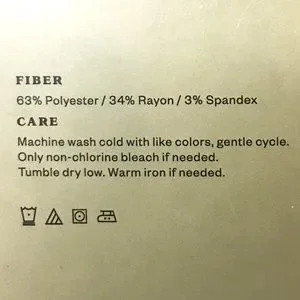 FIBER
63% Polyester / 34% Rayon / 3% Spandex
CARE
Machine wash cold with like colors, gentle cycle.
Only non-chlorine bleach if needed.
Tumble dry low. Warm iron if needed.